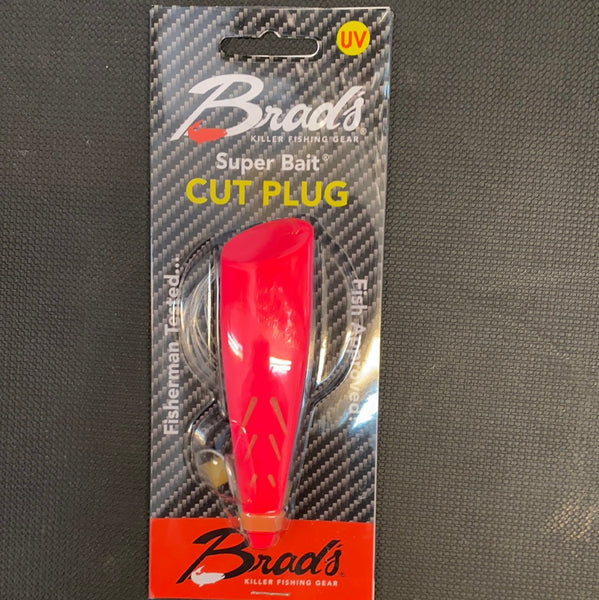 UV
Brad's®
KILLER FISHING GEAR
Super Bait®
CUT PLUG
Fisherman Tested...
Fish Approved!
Brad's®
KILLER FISHING GEAR